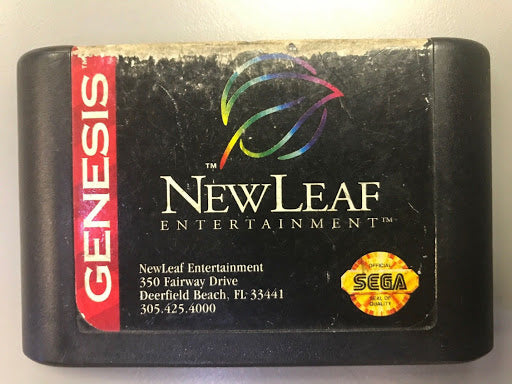 GENESIS™
™
NEWLEAF
ENTERTAINMENT™
NewLeaf Entertainment
350 Fairway Drive
Deerfield Beach, FL 33441
305.425.4000
OFFICIAL
SEGA
SEAL OF
QUALITY